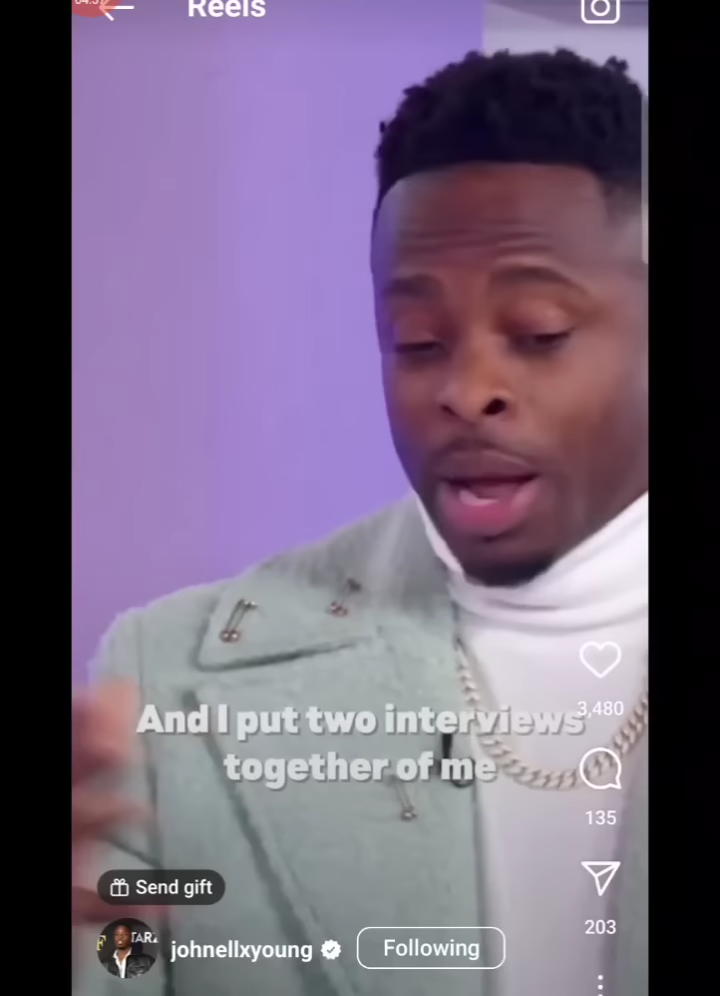 Reels
And I put two interviews
together of me
3,480
135
203
Send gift
johnellxyoung
Following